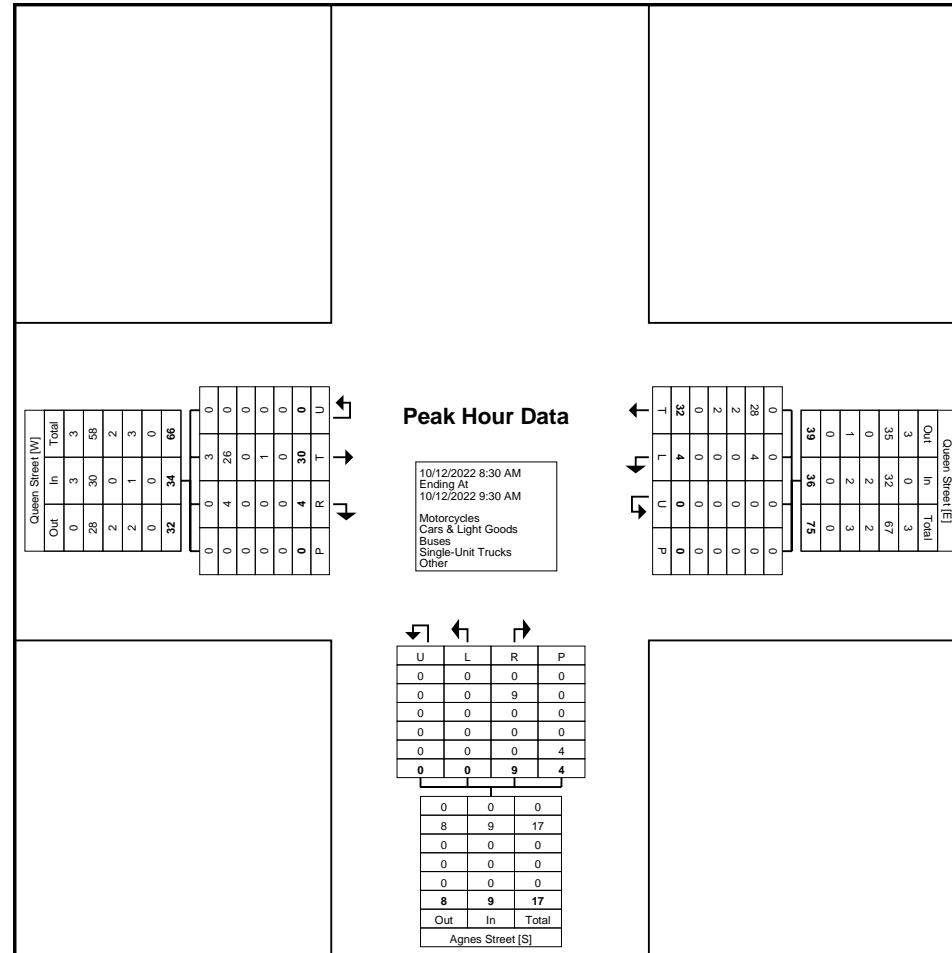 Peak Hour Data
10/12/2022 8:30 AM
Ending At
10/12/2022 9:30 AM
Motorcycles
Cars & Light Goods
Buses
Single-Unit Trucks
Other
Queen Street [W]
Out In Total
0 3 3
28 30 58
2 0 2
2 1 3
0 0 0
32 34 66
0 0 3 0
0 4 26 0
0 0 0 0
0 0 1 0
0 0 0 0
0 4 30 0
P R T U
Queen Street [E]
Out In Total
3 0 3
35 32 67
0 2 2
1 2 3
0 0 0
39 36 75
0 0 0 0
28 4 0 0
2 0 0 0
2 0 0 0
0 0 0 0
32 4 0 0
T L U P
U L R P
0 0 0 0
0 0 9 0
0 0 0 0
0 0 0 0
0 0 0 4
0 0 9 4
0 0 0
8 9 17
0 0 0
0 0 0
0 0 0
8 9 17
Out In Total
Agnes Street [S]